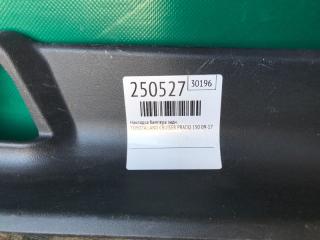 250527 30196
Накладка бампера задн.
TOYOTA LAND CRUISER PRADO 150 09-17